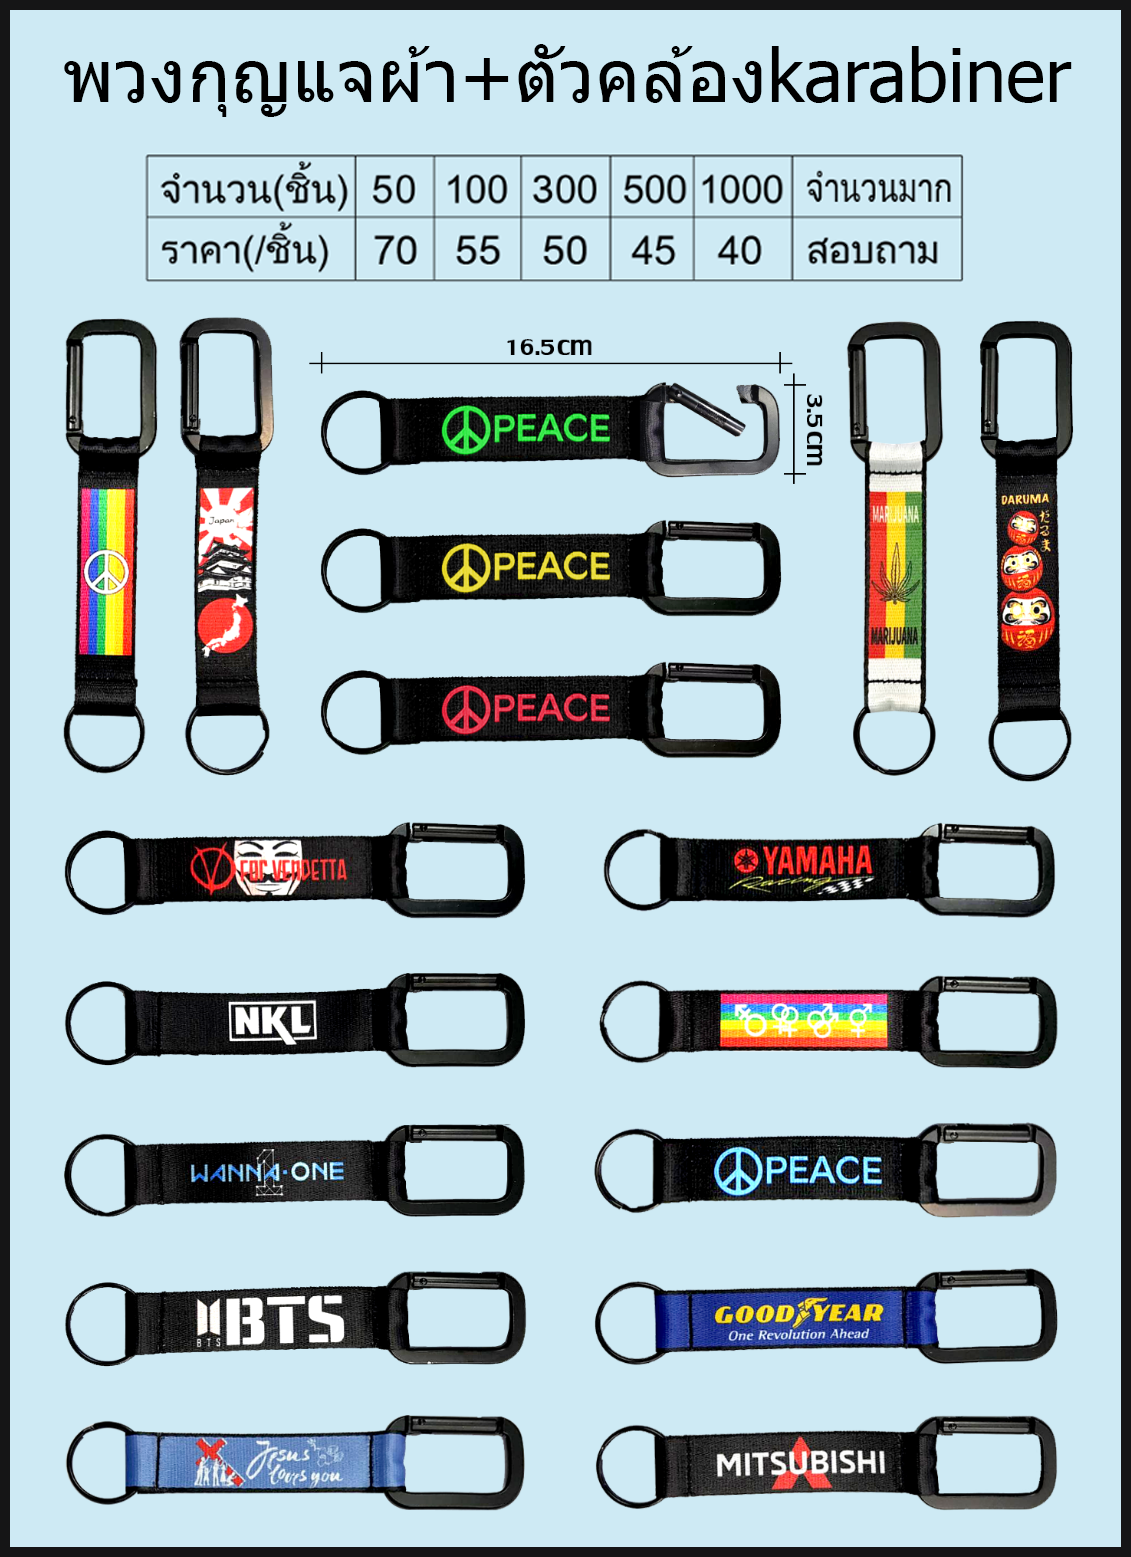 พวงกุญแจผ้า+ตัวคล้องkarabiner
จำนวน(ชิ้น) 50 100 300 500 1000 จำนวนมาก
ราคา(/ชิ้น) 70 55 50 45 40 สอบถาม
16.5cm
3.5cm
PEACE
PEACE
PEACE
Japan
MARIJUANA
MARIJUANA
DARUMA
だるま
FOR VENDETTA
YAMAHA
Racing
NKL
WANNA·ONE
PEACE
BTS
BTS
GOODYEAR
One Revolution Ahead
Jesus
loves you
MITSUBISHI